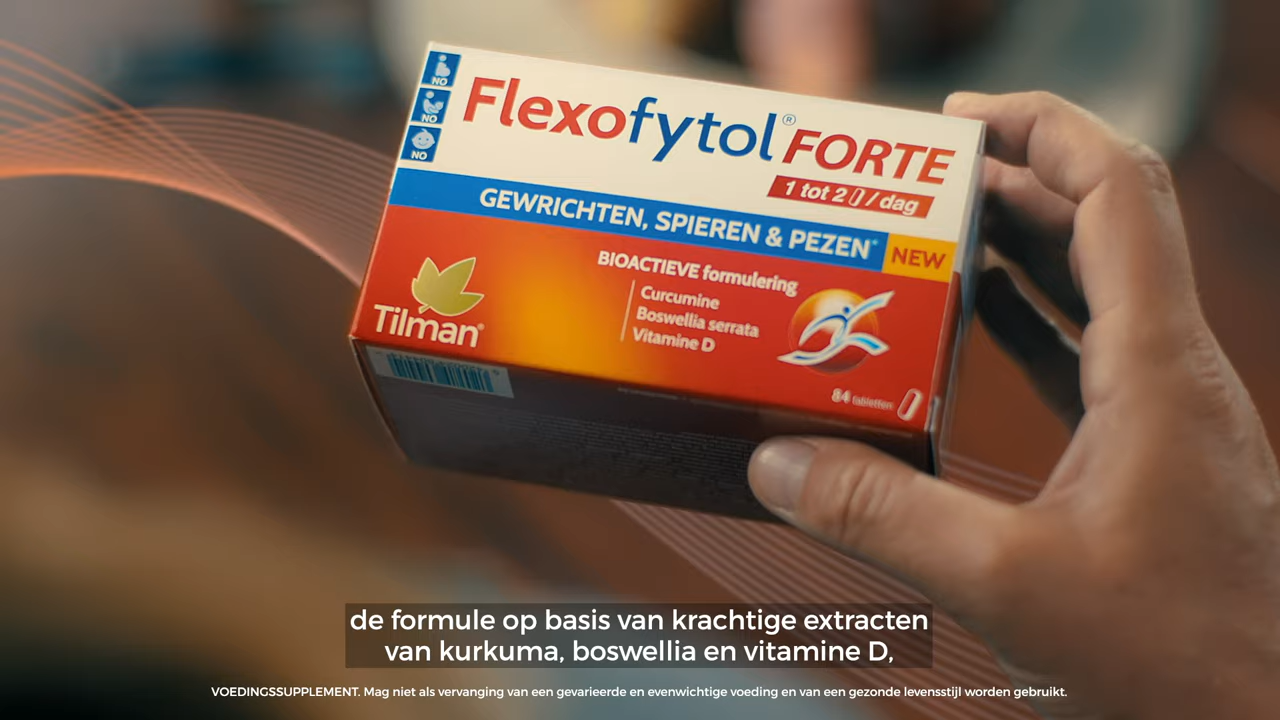 NO
NO
NO
Flexofytol® FORTE
1 tot 2 / dag
GEWRICHTEN, SPIEREN & PEZEN*
NEW
BIOACTIEVE formulering
Curcumine
Boswellia serrata
Vitamine D
Tilman®
84 tabletten
de formule op basis van krachtige extracten
van kurkuma, boswellia en vitamine D,
VOEDINGSSUPPLEMENT. Mag niet als vervanging van een gevarieerde en evenwichtige voeding en van een gezonde levensstijl worden gebruikt.